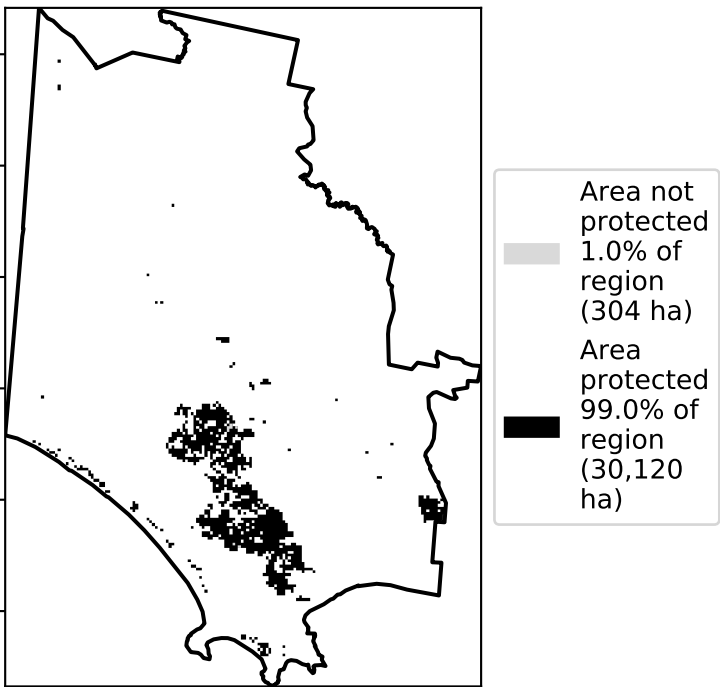 Area not
protected
1.0% of
region
(304 ha)
Area
protected
99.0% of
region
(30,120
ha)